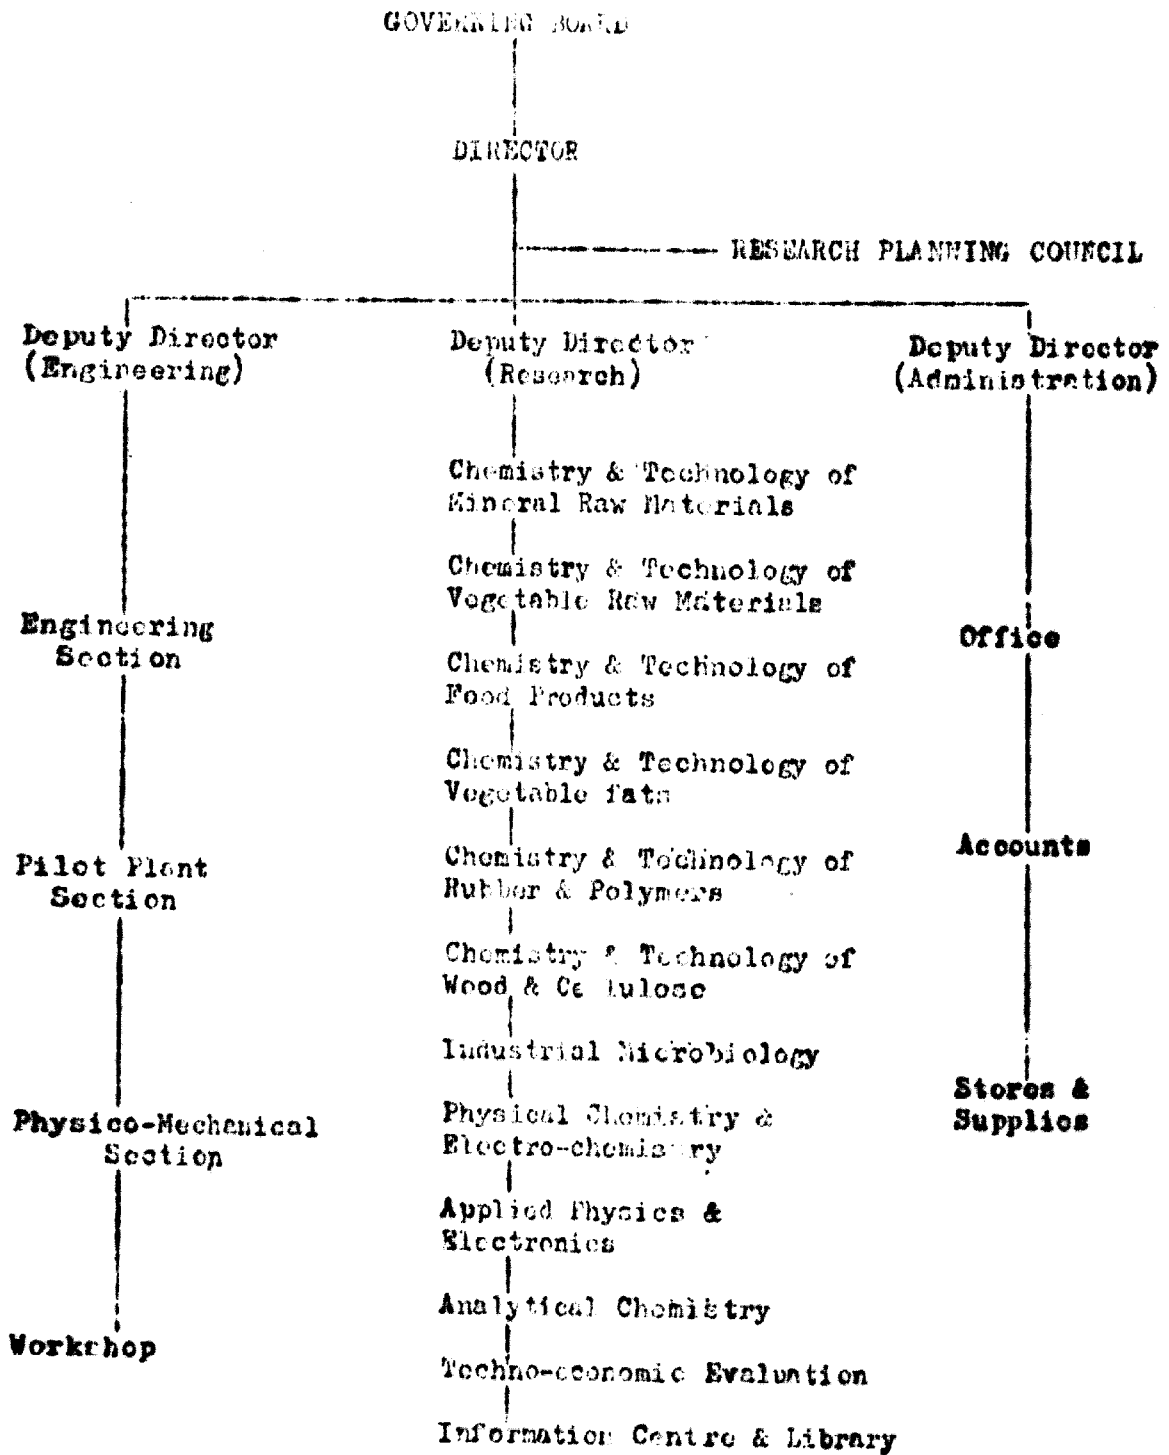 GOVERNING BOARD
DIRECTOR
RESEARCH PLANNING COUNCIL
Deputy Director
(Engineering)
Engineering
Section
Pilot Plant
Section
Physico-Mechanical
Section
Workshop
Deputy Director
(Research)
Chemistry & Technology of
Mineral Raw Materials
Chemistry & Technology of
Vegetable Raw Materials
Chemistry & Technology of
Food Products
Chemistry & Technology of
Vegetable fats
Chemistry & Technology of
Rubber & Polymers
Chemistry & Technology of
Wood & Cellulose
Industrial Microbiology
Physical Chemistry &
Electro-chemistry
Applied Physics &
Electronics
Analytical Chemistry
Techno-economic Evaluation
Information Centre & Library
Deputy Director
(Administration)
Office
Accounts
Stores &
Supplies